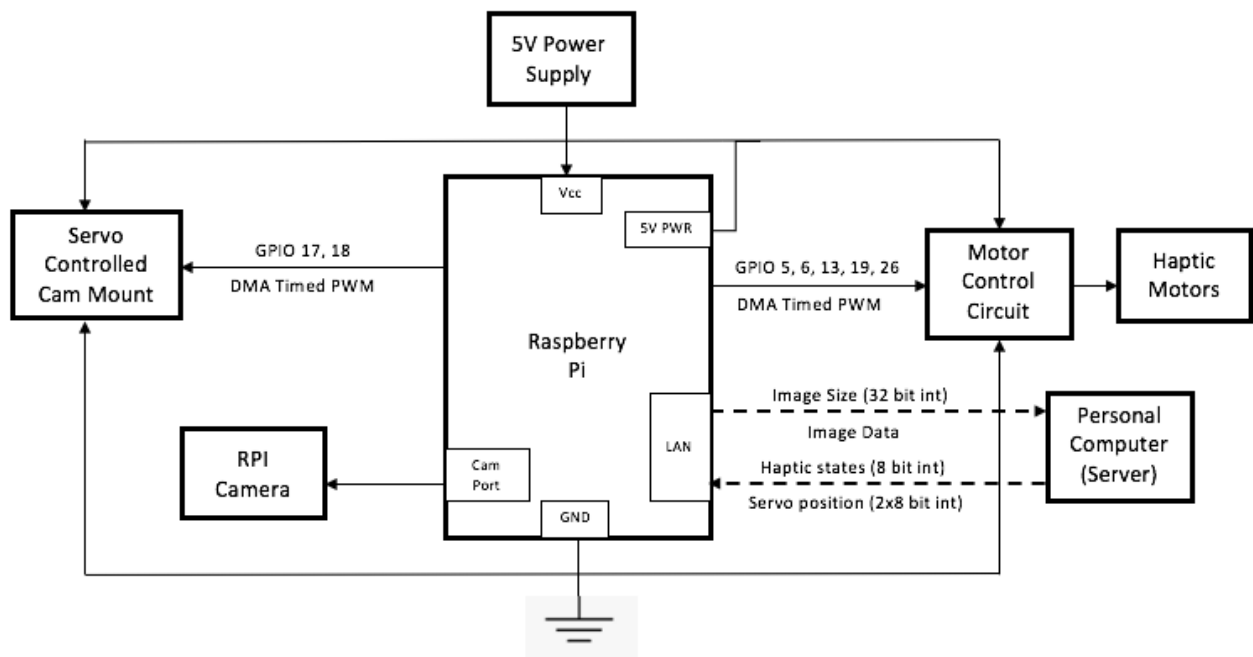 5V Power
Supply
Vcc
5V PWR
Servo
Controlled
Cam Mount
GPIO 17, 18
DMA Timed PWM
GPIO 5, 6, 13, 19, 26
DMA Timed PWM
Motor
Control
Circuit
Haptic
Motors
Raspberry
Pi
Image Size (32 bit int)
Image Data
LAN
Haptic states (8 bit int)
Servo position (2x8 bit int)
Personal
Computer
(Server)
RPI
Camera
Cam
Port
GND